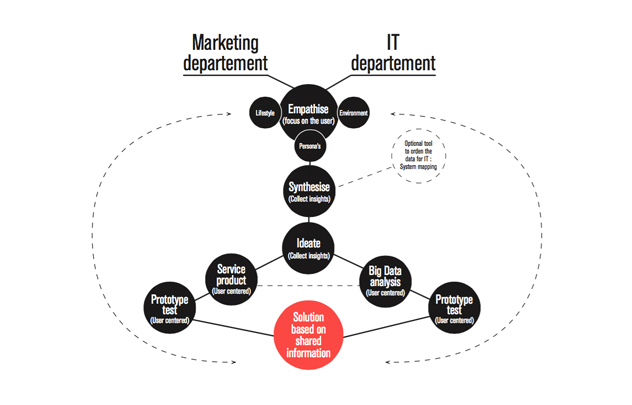 Marketing
departement
IT
departement
Empathise
(focus on the user)
Lifestyle
Environment
Persona's
Optional tool
to orden the
data for IT :
System mapping
Synthesise
(Collect insights)
Ideate
(Collect insights)
Service
product
(User centered)
Big Data
analysis
(User centered)
Prototype
test
(User centered)
Prototype
test
(User centered)
Solution
based on
shared
information